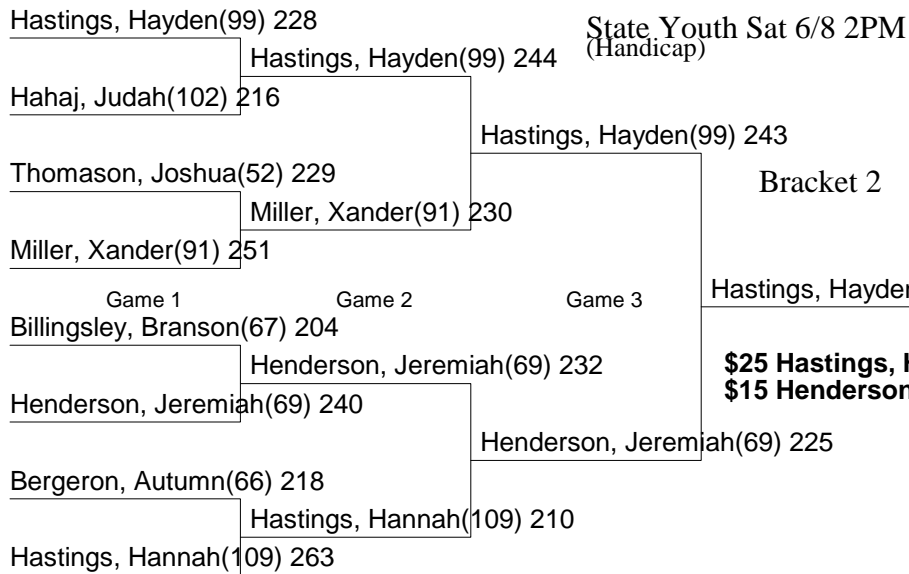 Hastings, Hayden(99) 228
State Youth Sat 6/8 2PM
(Handicap)
Hastings, Hayden(99) 244
Hahaj, Judah(102) 216
Hastings, Hayden(99) 243
Thomason, Joshua(52) 229
Bracket 2
Miller, Xander(91) 230
Miller, Xander(91) 251
Game 1
Game 2
Game 3
Hastings, Hayden
Billingsley, Branson(67) 204
Henderson, Jeremiah(69) 232
$25 Hastings,
$15 Henderson
Henderson, Jeremiah(69) 240
Henderson, Jeremiah(69) 225
Bergeron, Autumn(66) 218
Hastings, Hannah(109) 210
Hastings, Hannah(109) 263